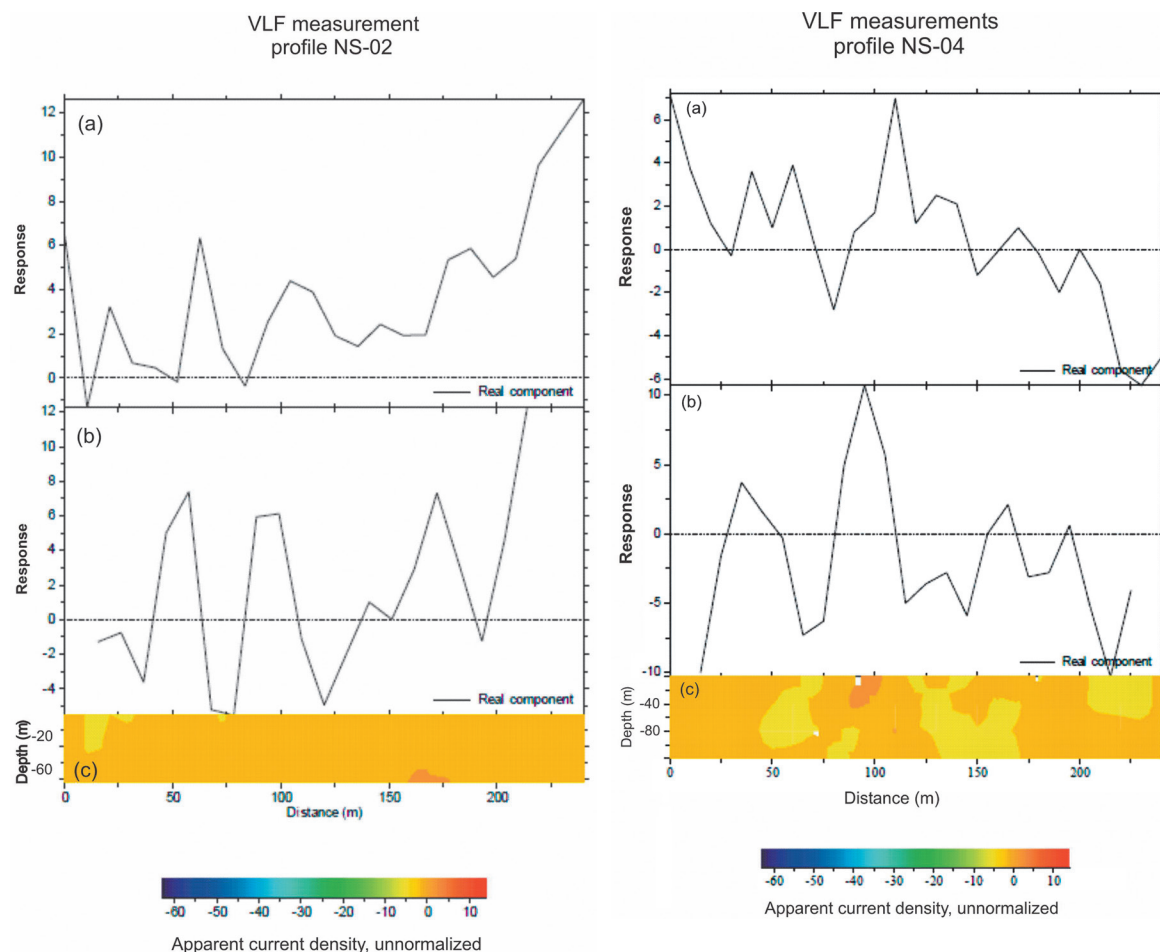 VLF measurement
profile NS-02
(a)
12
10
8
6
4
2
0
Response
Real component
(b)
12
10
8
6
4
2
0
-2
-4
Response
Real component
(c)
-20
-60
Depth (m)
0
50
100
150
200
Distance (m)
-60
-50
-40
-30
-20
-10
0
10
Apparent current density, unnormalized
VLF measurements
profile NS-04
(a)
6
4
2
0
-2
-4
-6
Response
Real component
(b)
10
5
0
-5
-10
Response
Real component
(c)
-40
-80
Depth (m)
0
50
100
150
200
Distance (m)
-60
-50
-40
-30
-20
-10
0
10
Apparent current density, unnormalized